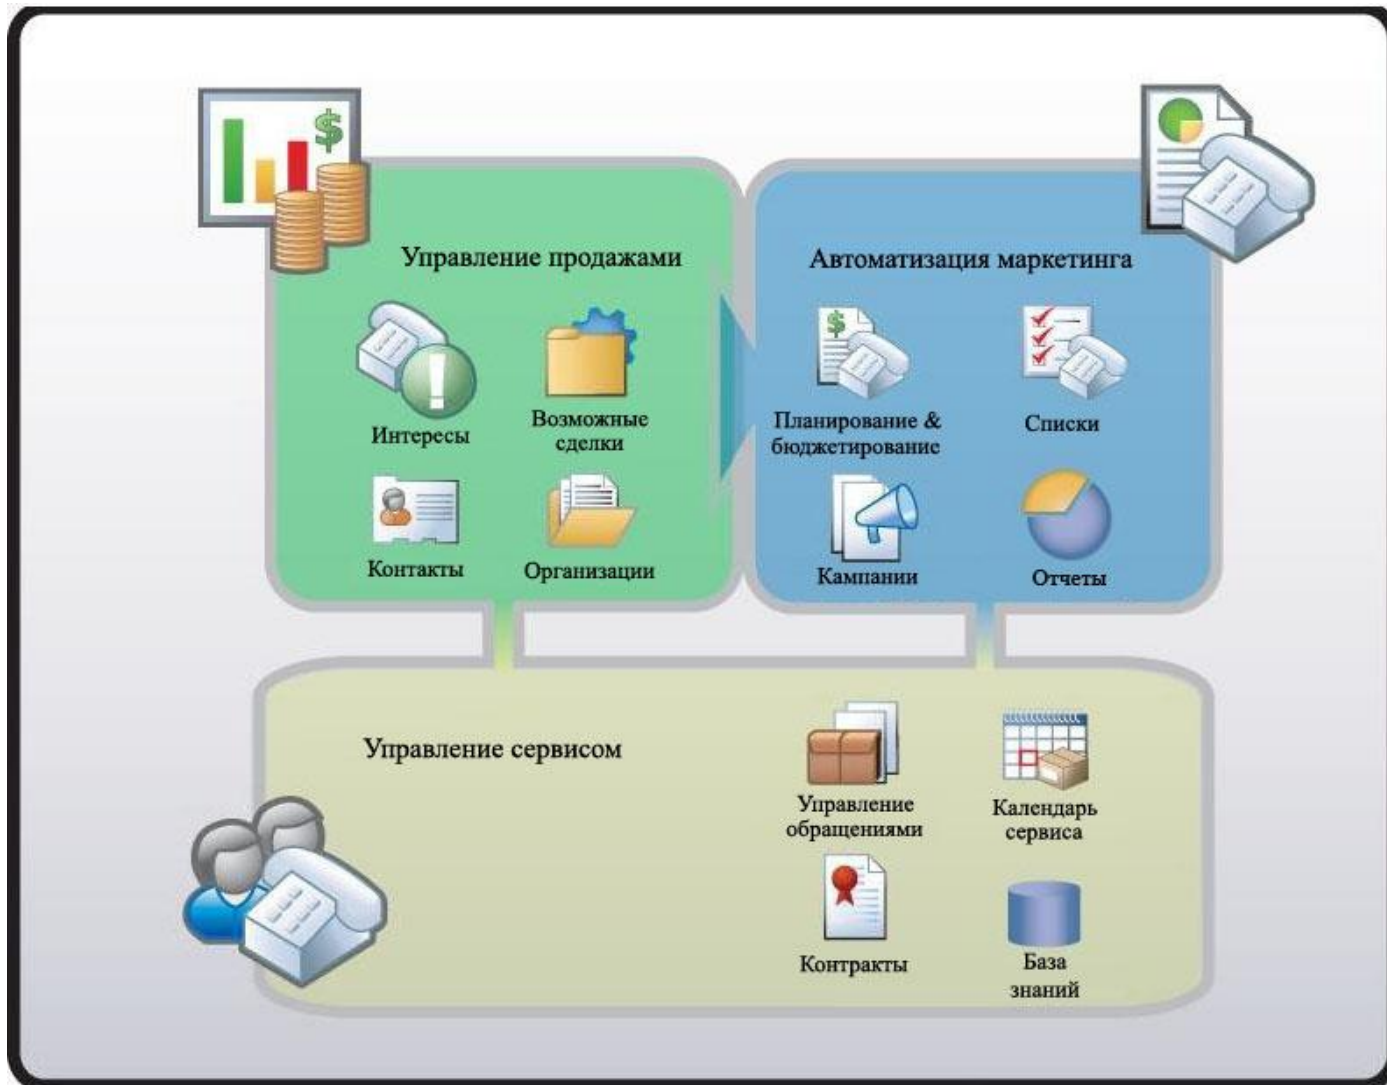 Управление продажами
Интересы
Возможные
сделки
Контакты
Организации
Автоматизация маркетинга
Планирование &
бюджетирование
Списки
Кампании
Отчеты
Управление сервисом
Управление
обращениями
Календарь
сервиса
Контракты
База
знаний